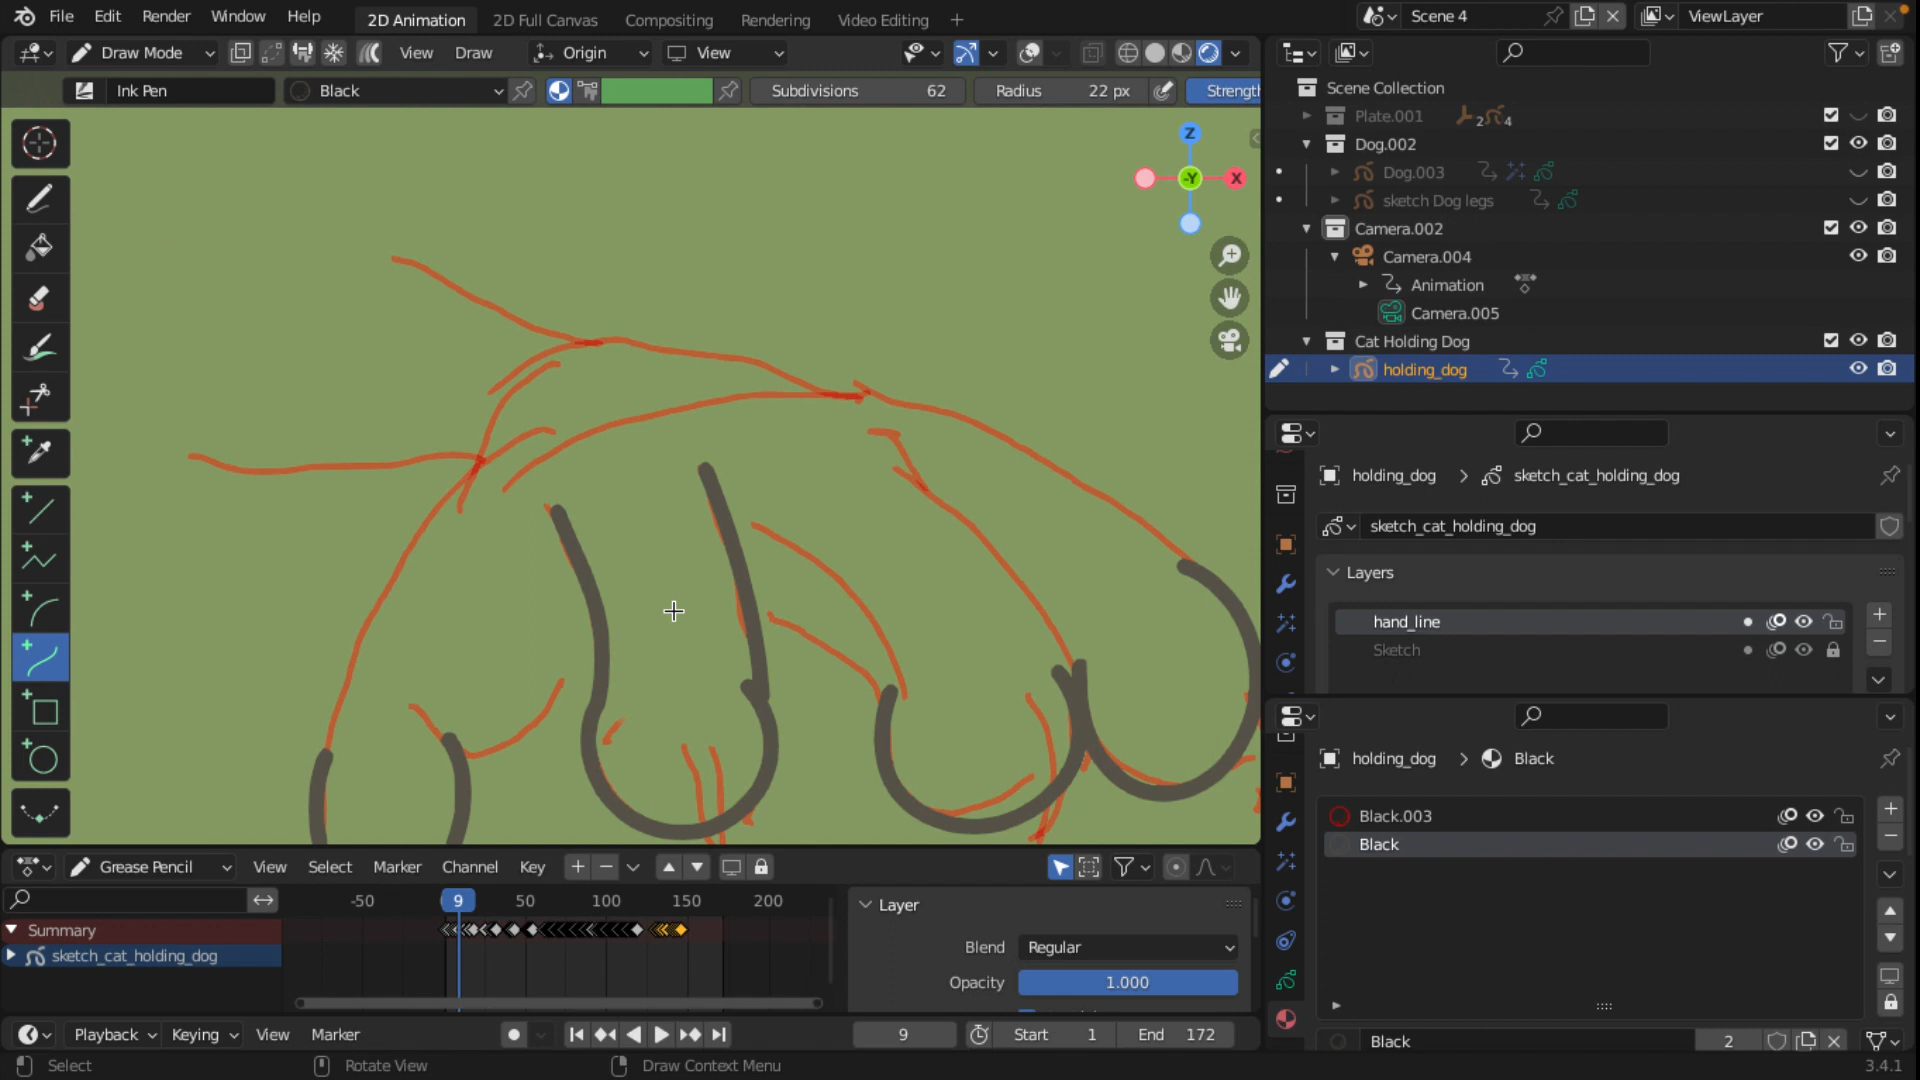 File Edit Render Window Help 2D Animation 2D Full Canvas Compositing Rendering Video Editing + Scene 4 ViewLayer
Draw Mode View Draw Origin View
Ink Pen Black Subdivisions 62 Radius 22 px Strength
Z
-Y X
Scene Collection
Plate.001 2 4
Dog.002
Dog.003
sketch Dog legs
Camera.002
Camera.004
Animation
Camera.005
Cat Holding Dog
holding_dog
holding_dog > sketch_cat_holding_dog
sketch_cat_holding_dog
Layers
hand_line
Sketch
holding_dog > Black
Black.003
Black
Black 2
Grease Pencil View Select Marker Channel Key
-50 9 50 100 150 200
Summary
sketch_cat_holding_dog
Layer
Blend Regular
Opacity 1.000
Playback Keying View Marker 9 Start 1 End 172
Select Rotate View Draw Context Menu 3.4.1